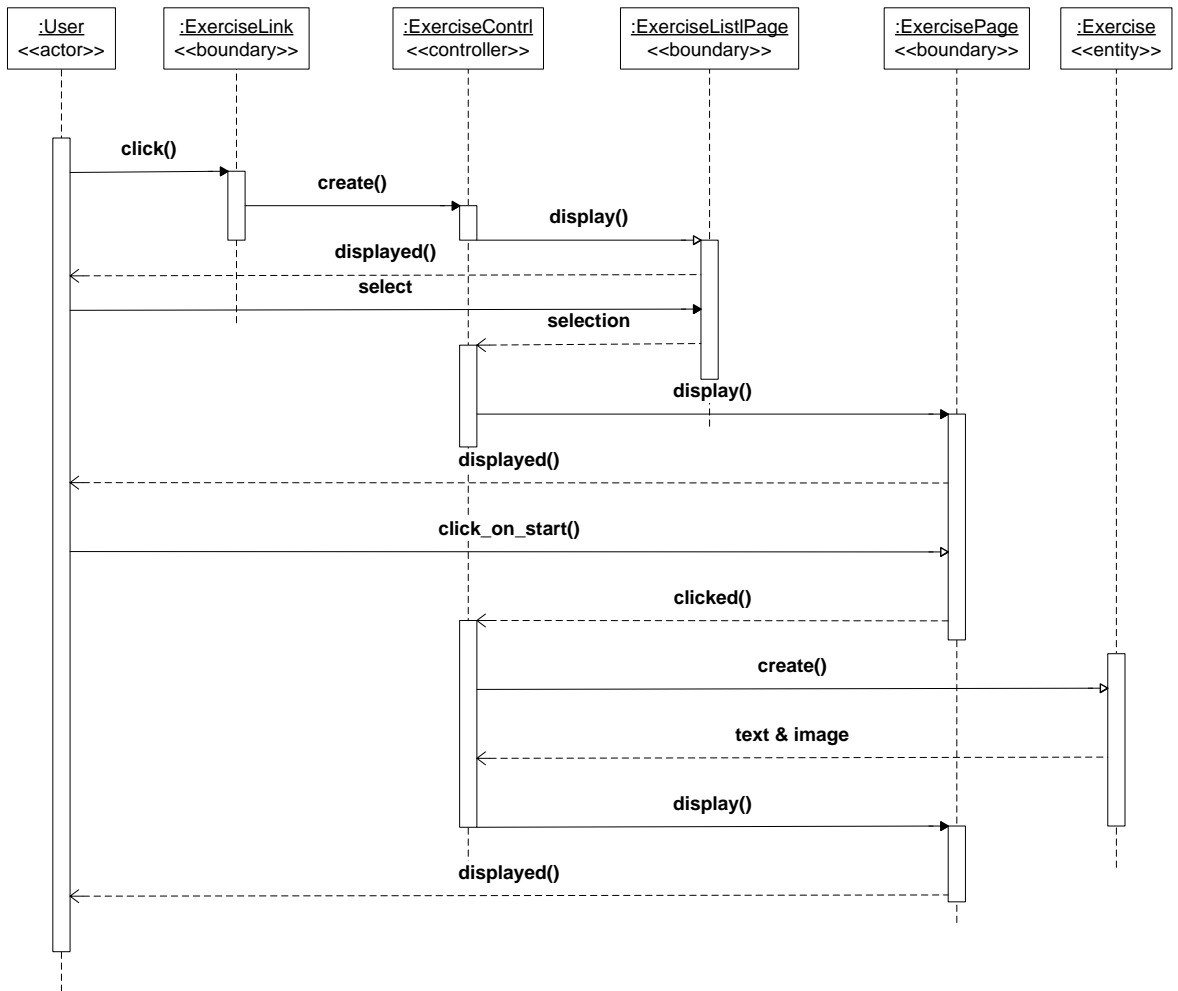 :User
<<actor>>
:ExerciseLink
<<boundary>>
:ExerciseContrl
<<controller>>
:ExerciseListlPage
<<boundary>>
:ExercisePage
<<boundary>>
:Exercise
<<entity>>
click()
create()
display()
displayed()
select
selection
display()
displayed()
click_on_start()
clicked()
create()
text & image
display()
displayed()